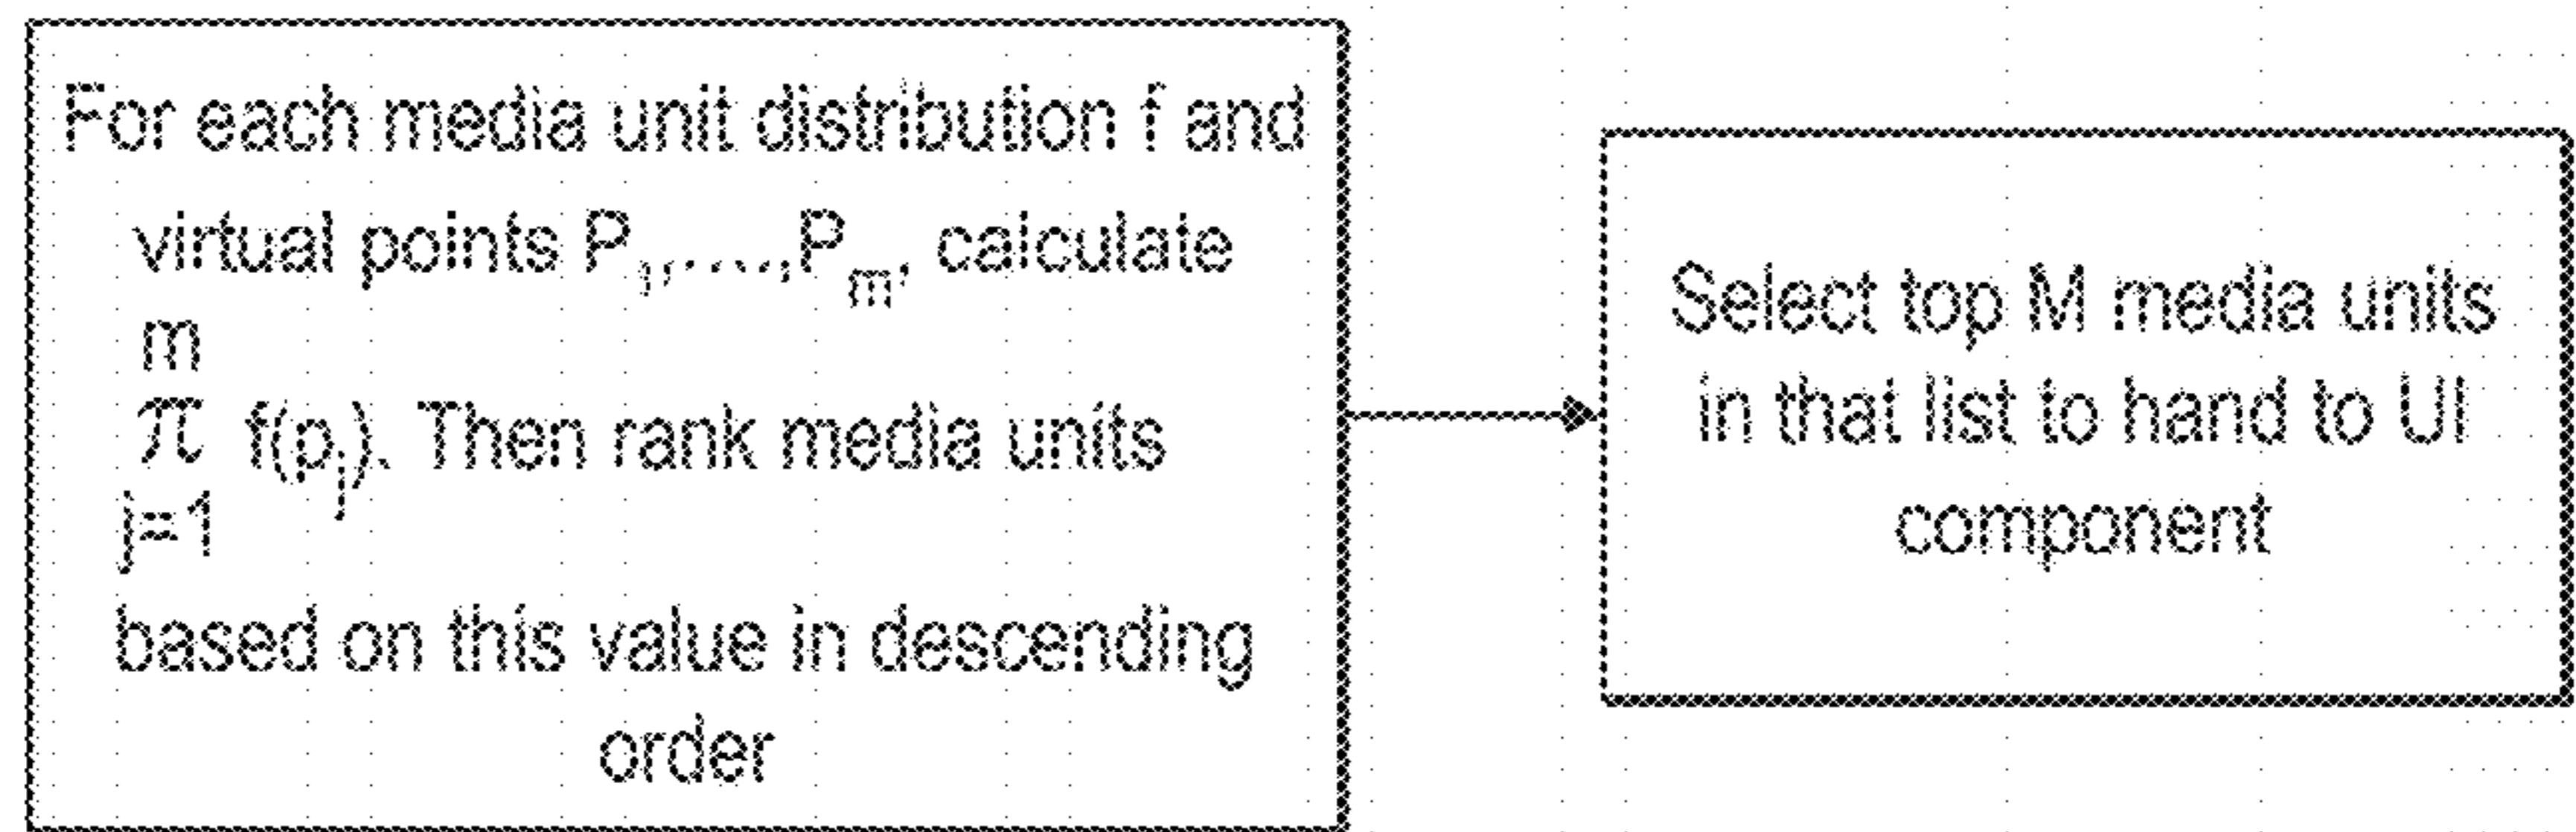 For each media unit distribution f and
virtual points P₁,....,Pₘ, calculate
m
π f(pⱼ). Then rank media units
j=1
based on this value in descending
order
Select top M media units
in that list to hand to UI
component